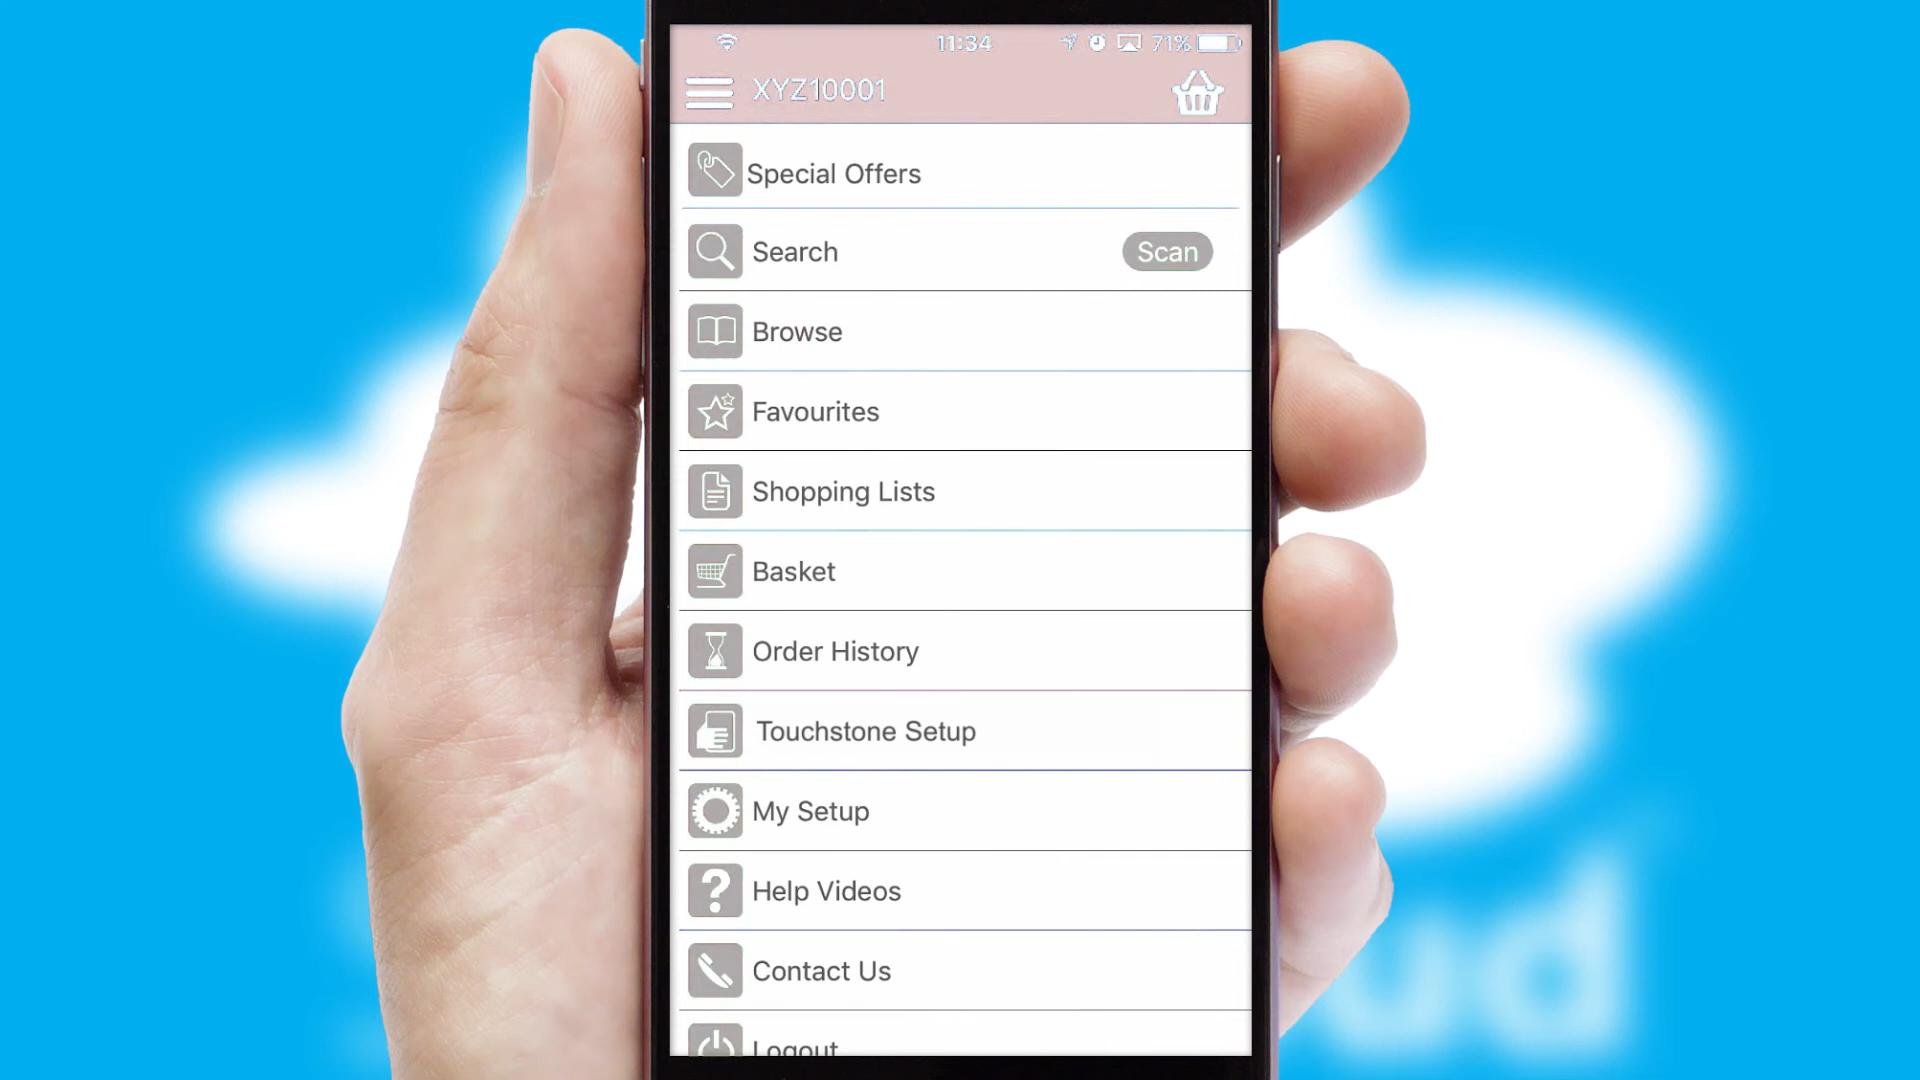 11:34 71%
XYZ10001
Special Offers
Search Scan
Browse
Favourites
Shopping Lists
Basket
Order History
Touchstone Setup
My Setup
Help Videos
Contact Us
Logout
ud